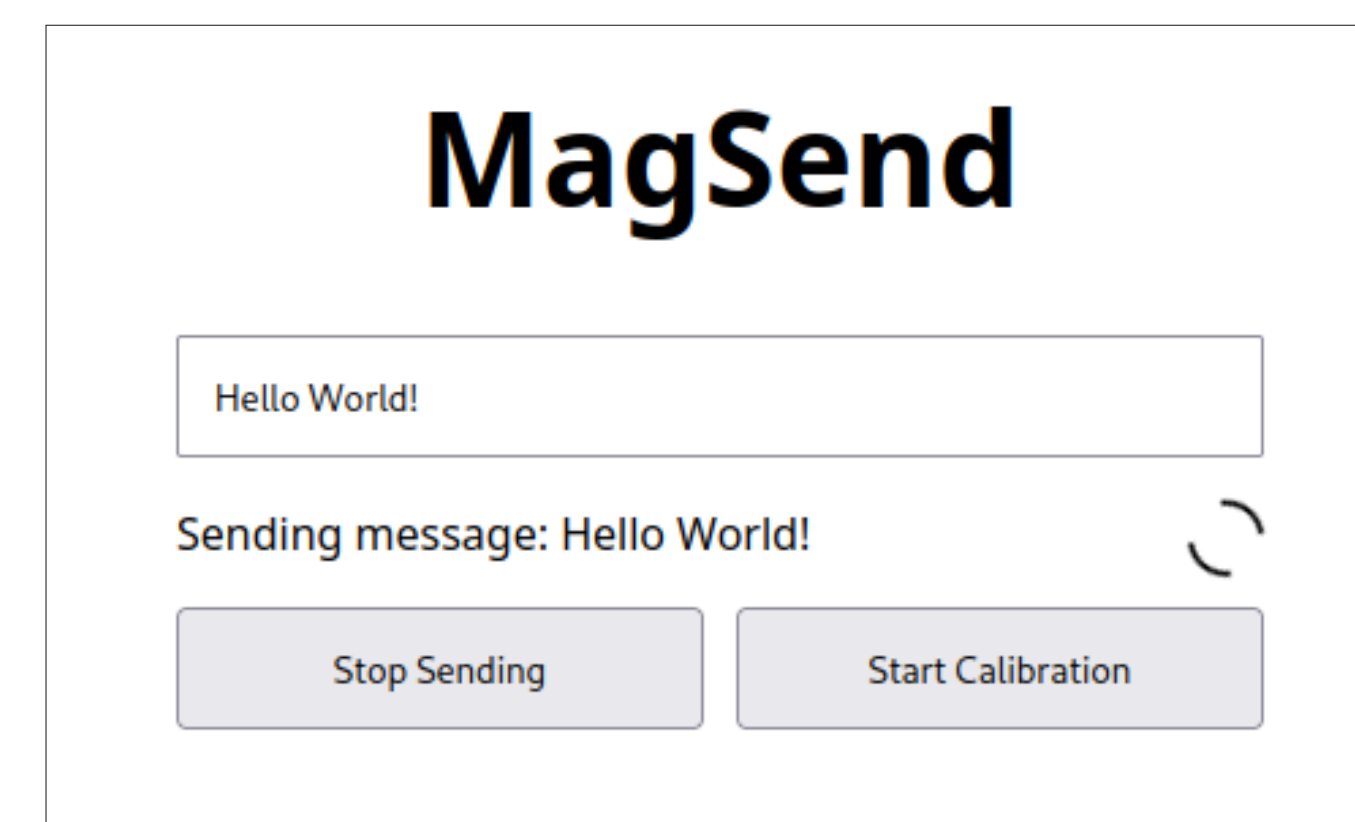 MagSend
Hello World!
Sending message: Hello World!
Stop Sending
Start Calibration